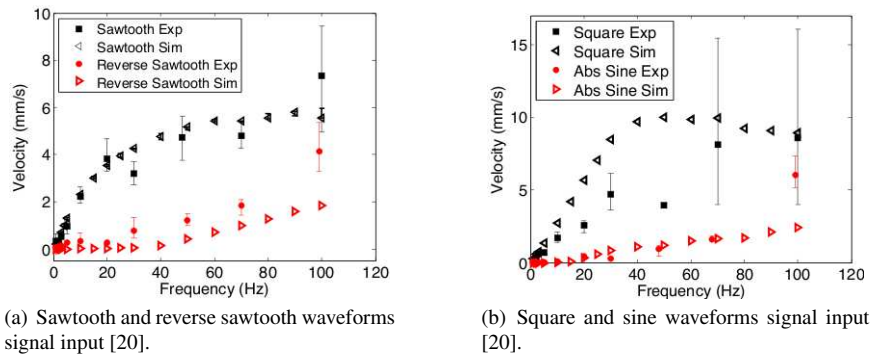 10
8
6
4
2
0
Velocity (mm/s)
Sawtooth Exp
Sawtooth Sim
Reverse Sawtooth Exp
Reverse Sawtooth Sim
0 20 40 60 80 100 120
Frequency (Hz)
(a) Sawtooth and reverse sawtooth waveforms
signal input [20].
15
10
5
0
Velocity (mm/s)
Square Exp
Square Sim
Abs Sine Exp
Abs Sine Sim
0 20 40 60 80 100 120
Frequency (Hz)
(b) Square and sine waveforms signal input
[20].